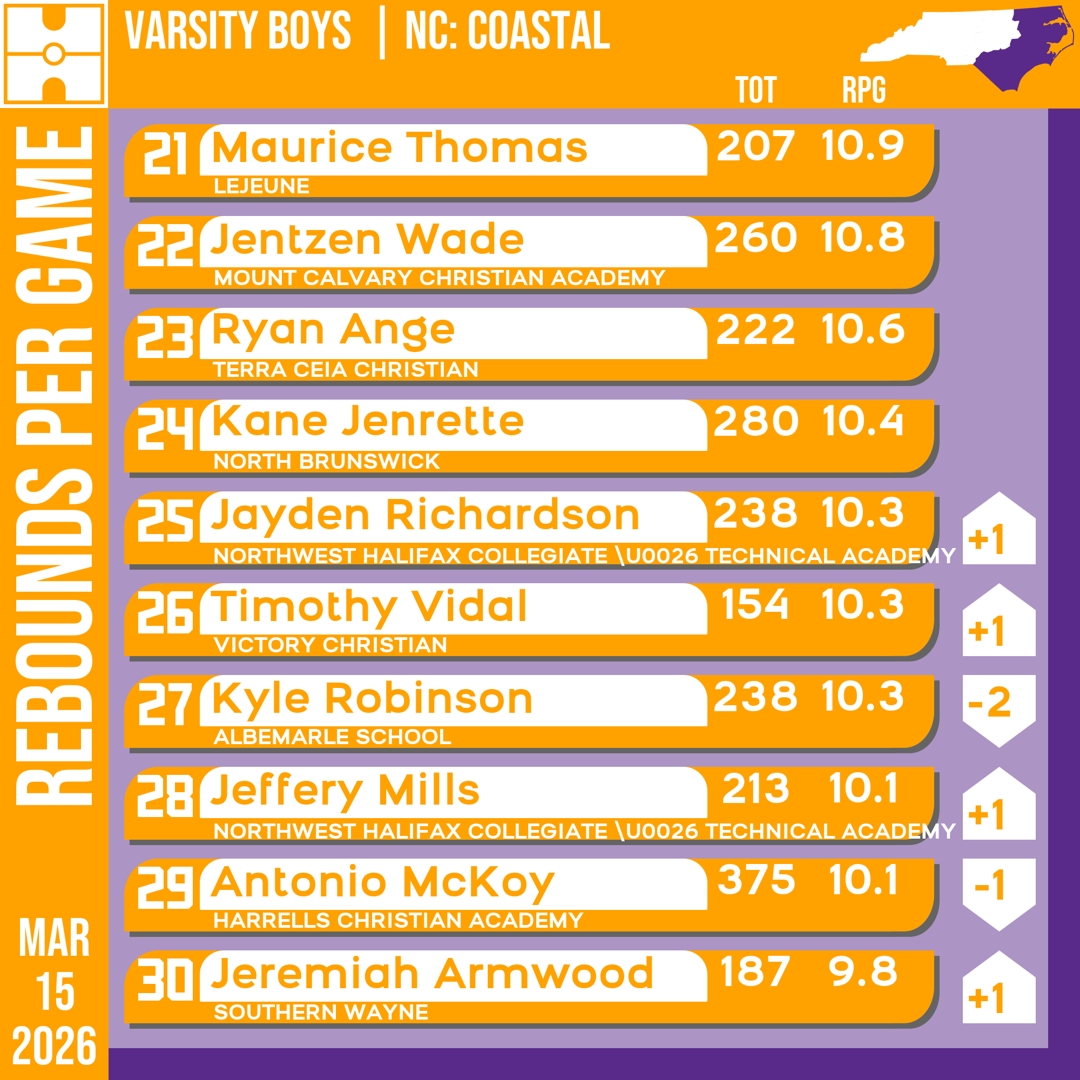 VARSITY BOYS | NC: COASTAL
TOT RPG
REBOUNDS PER GAME
MAR
15
2026
21 Maurice Thomas 207 10.9
LEJEUNE
22 Jentzen Wade 260 10.8
MOUNT CALVARY CHRISTIAN ACADEMY
23 Ryan Ange 222 10.6
TERRA CEIA CHRISTIAN
24 Kane Jenrette 280 10.4
NORTH BRUNSWICK
25 Jayden Richardson 238 10.3 +1
NORTHWEST HALIFAX COLLEGIATE \U0026 TECHNICAL ACADEMY
26 Timothy Vidal 154 10.3 +1
VICTORY CHRISTIAN
27 Kyle Robinson 238 10.3 -2
ALBEMARLE SCHOOL
28 Jeffery Mills 213 10.1 +1
NORTHWEST HALIFAX COLLEGIATE \U0026 TECHNICAL ACADEMY
29 Antonio McKoy 375 10.1 -1
HARRELLS CHRISTIAN ACADEMY
30 Jeremiah Armwood 187 9.8 +1
SOUTHERN WAYNE